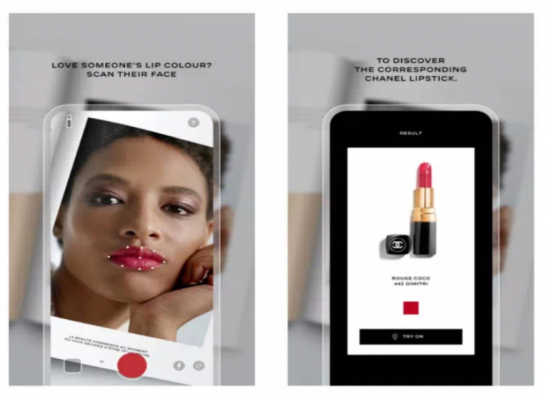 LOVE SOMEONE'S LIP COLOUR?
SCAN THEIR FACE
TO DISCOVER
THE CORRESPONDING
CHANEL LIPSTICK.
RESULT
ROUGE COCO
442 DIMITRI
TRY ON